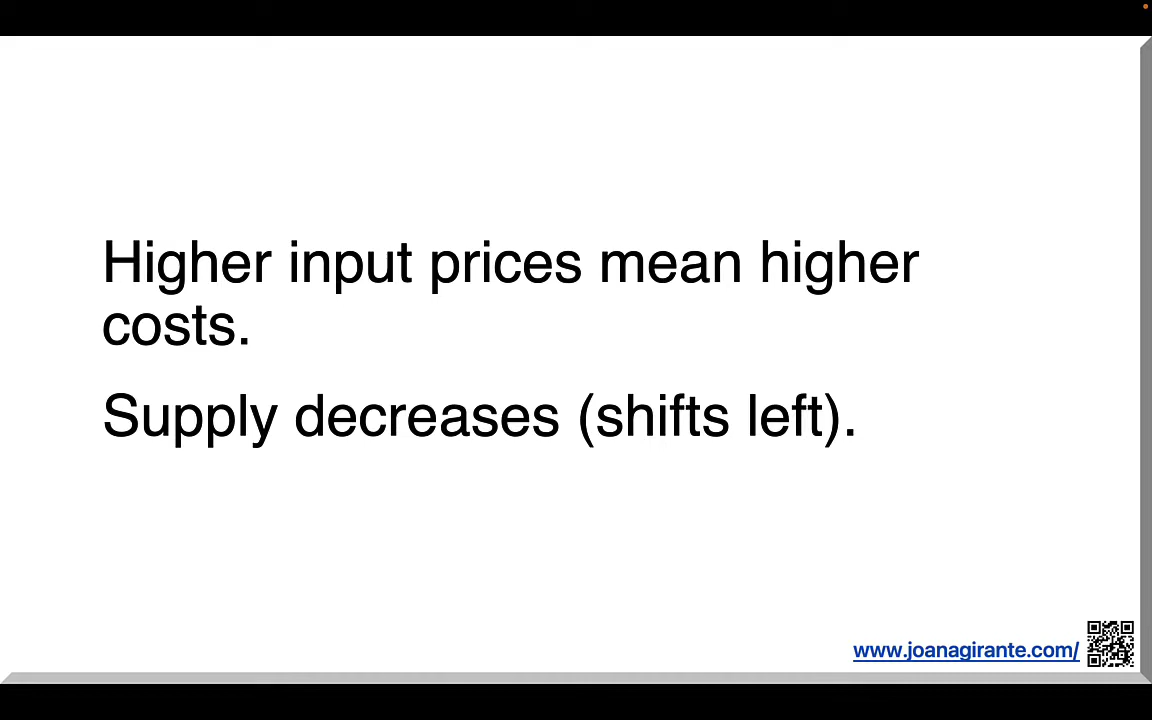 Higher input prices mean higher
costs.
Supply decreases (shifts left).
www.joanagirante.com/